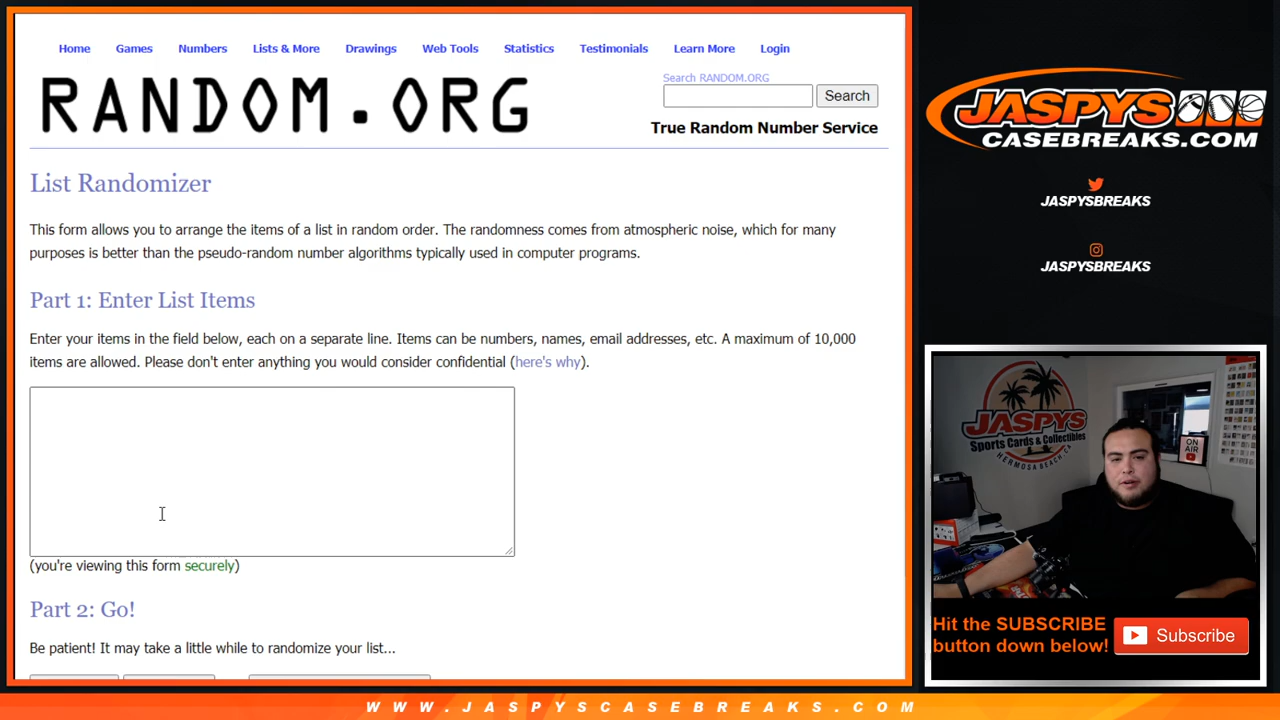 Home Games Numbers Lists & More Drawings Web Tools Statistics Testimonials Learn More Login
RANDOM.ORG
Search RANDOM.ORG
Search
True Random Number Service
List Randomizer
This form allows you to arrange the items of a list in random order. The randomness comes from atmospheric noise, which for many
purposes is better than the pseudo-random number algorithms typically used in computer programs.
Part 1: Enter List Items
Enter your items in the field below, each on a separate line. Items can be numbers, names, email addresses, etc. A maximum of 10,000
items are allowed. Please don't enter anything you would consider confidential (here's why).
(you're viewing this form securely)
Part 2: Go!
Be patient! It may take a little while to randomize your list...
JASPYS
CASEBREAKS.COM
JASPYSBREAKS
JASPYSBREAKS
JASPYS
Sports Cards & Collectibles
HERMOSA BEACH, CA
ON
AIR
Hit the SUBSCRIBE
button down below!
Subscribe
WWW.JASPYSCASEBREAKS.COM